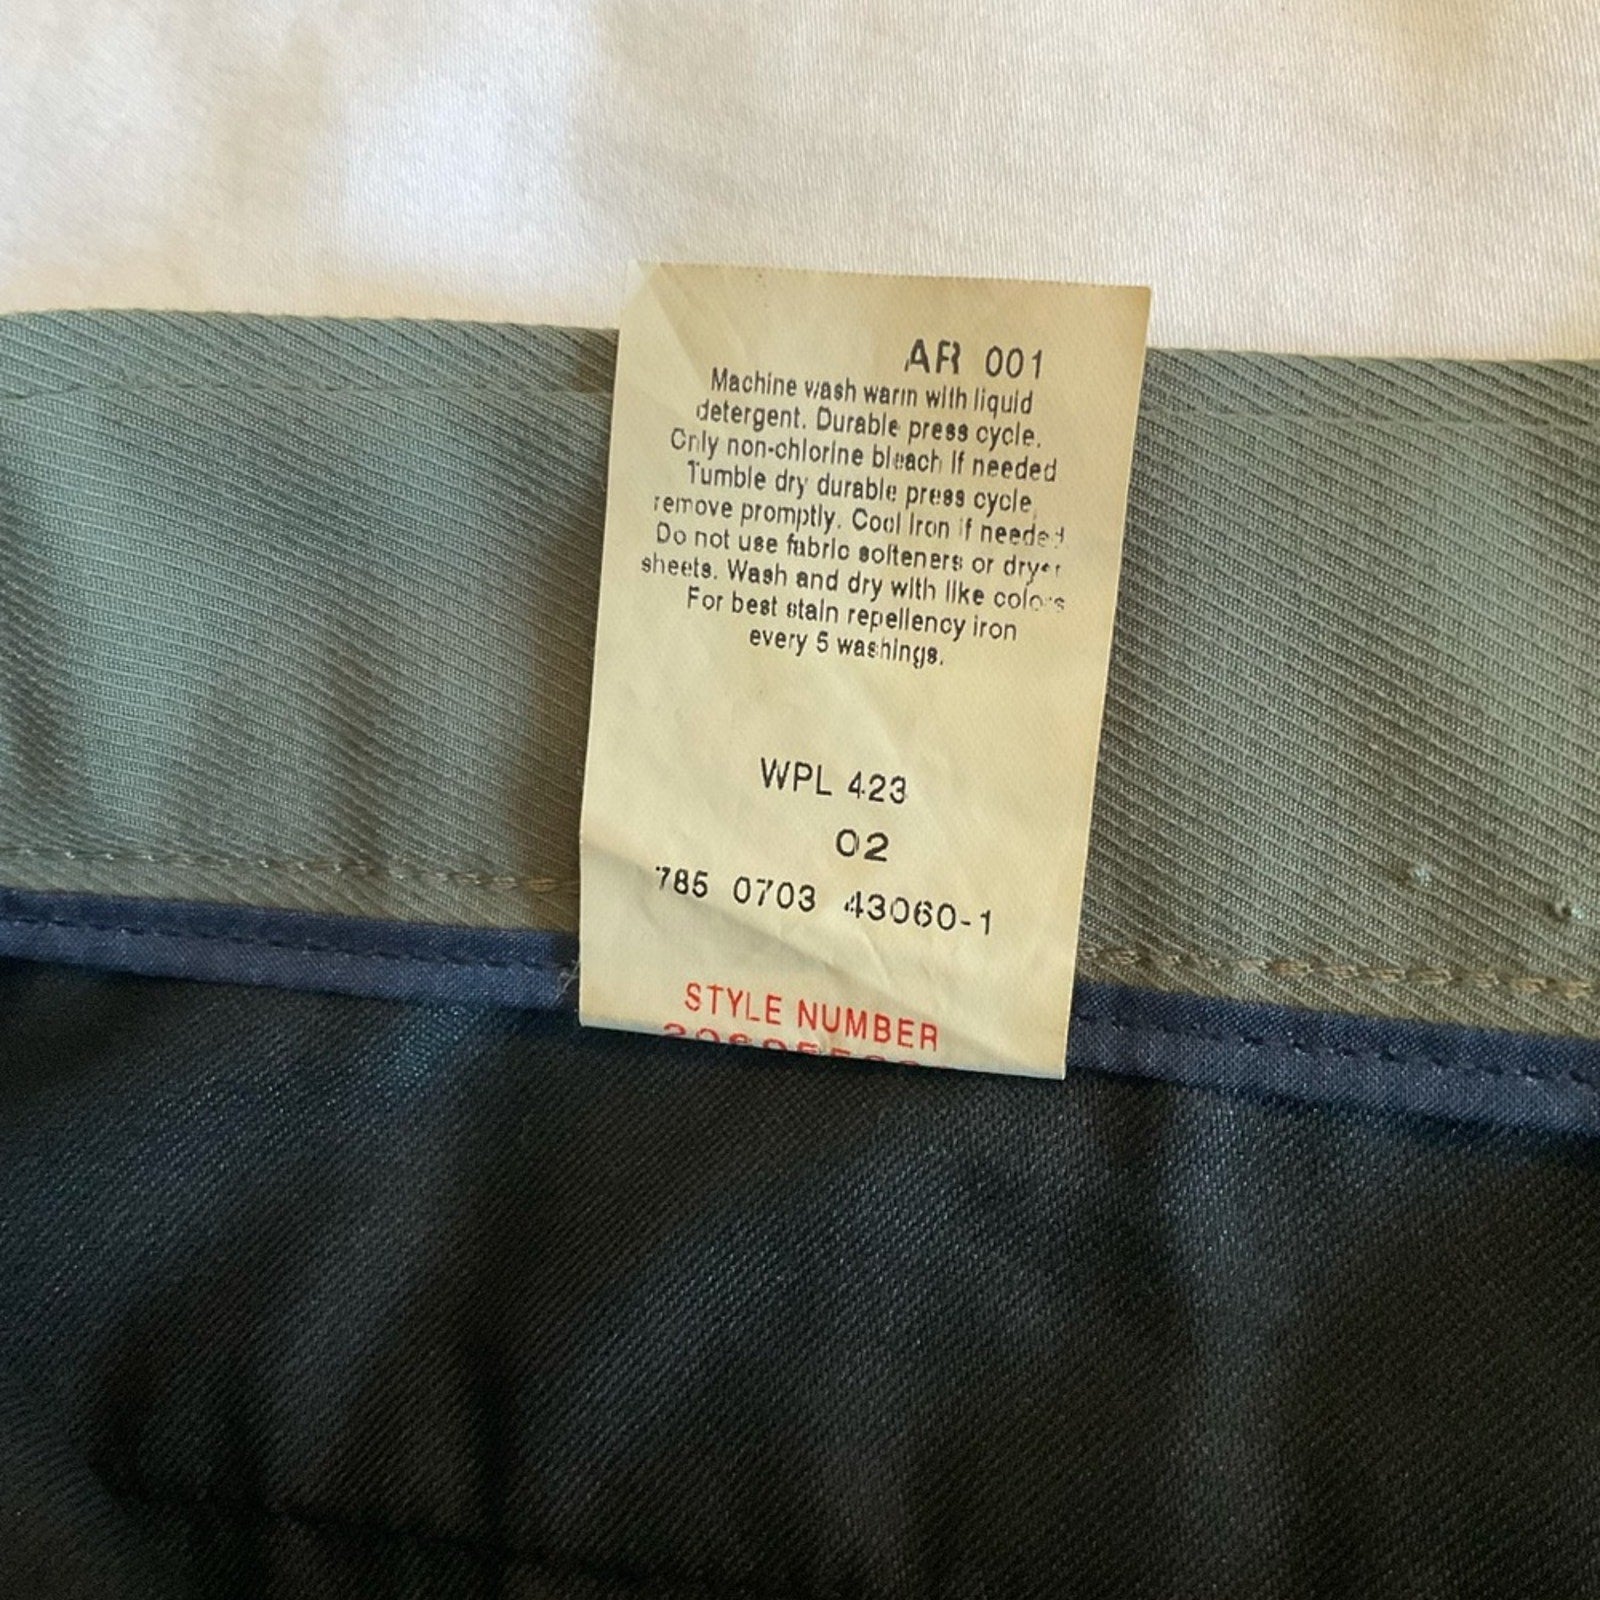 AR 001
Machine wash warm with liquid
detergent. Durable press cycle.
Only non-chlorine bleach if needed
Tumble dry durable press cycle,
remove promptly. Cool Iron if needed.
Do not use fabric softeners or dryer
sheets. Wash and dry with like colors
For best stain repellency iron
every 5 washings.
WPL 423
02
785 0703 43060-1
STYLE NUMBER